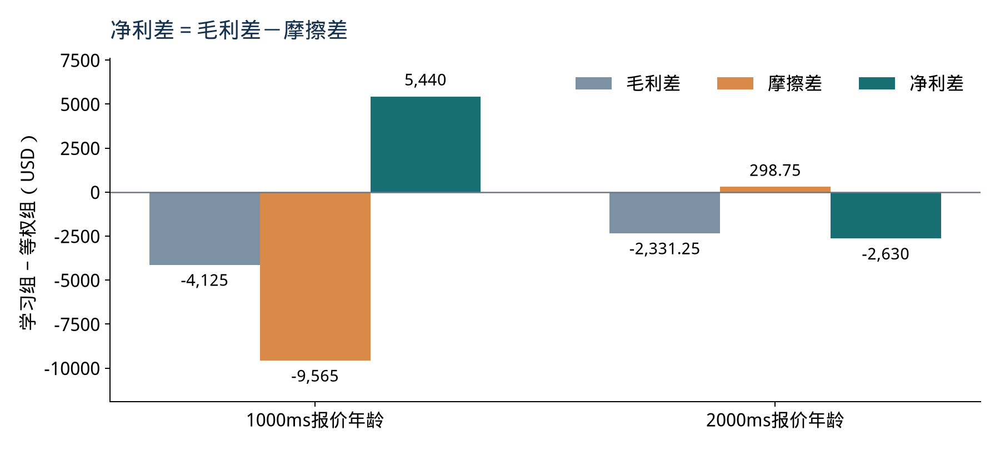 净利差 = 毛利差－摩擦差
7500
5000
2500
0
-2500
-5000
-7500
-10000
学习组 − 等权组（USD）
毛利差
摩擦差
净利差
5,440
-4,125
-9,565
298.75
-2,331.25
-2,630
1000ms报价年龄
2000ms报价年龄